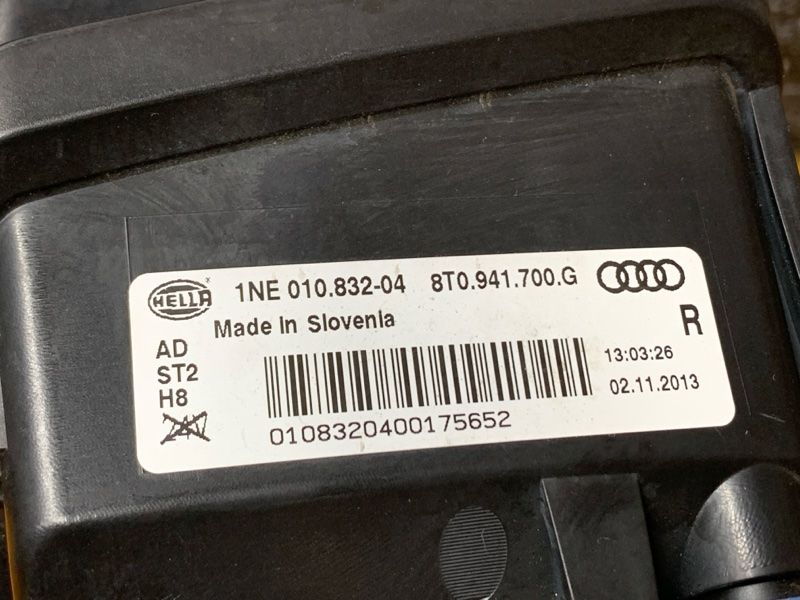 HELLA 1NE 010.832-04 8T0.941.700.G
Made In Slovenia
R
AD
ST2
H8
13:03:26
02.11.2013
0108320400175652